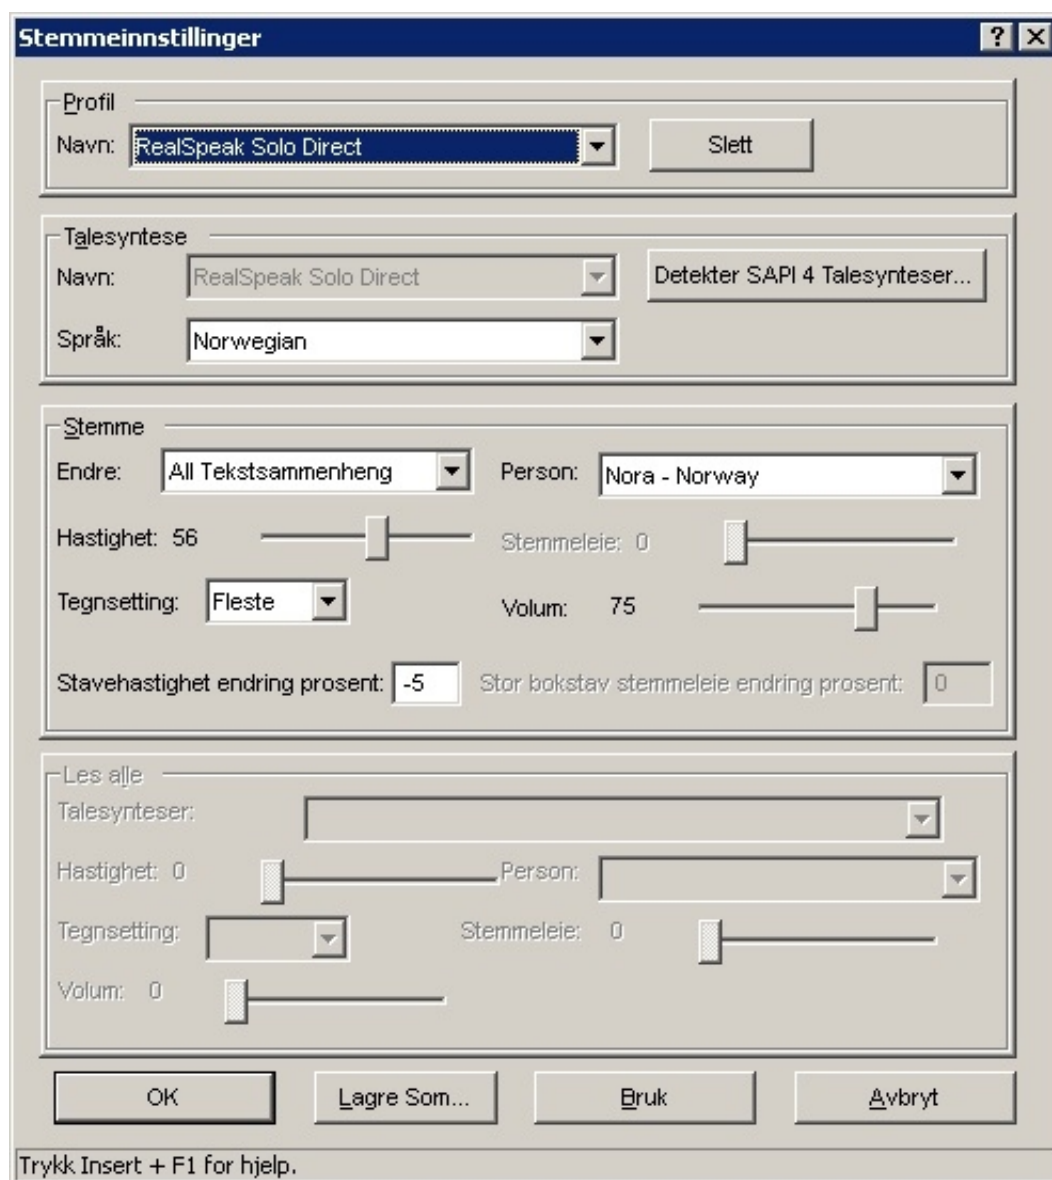 Stemmeinnstillinger
Profil
Navn: RealSpeak Solo Direct Slett
Talesyntese
Navn: RealSpeak Solo Direct Detekter SAPI 4 Talesynteser...
Språk: Norwegian
Stemme
Endre: All Tekstsammenheng Person: Nora - Norway
Hastighet: 56 Stemmeleie: 0
Tegnsetting: Fleste Volum: 75
Stavehastighet endring prosent: -5 Stor bokstav stemmeleie endring prosent: 0
Les alle
Talesynteser:
Hastighet: 0 Person:
Tegnsetting: Stemmeleie: 0
Volum: 0
OK Lagre Som... Bruk Avbryt
Trykk Insert + F1 for hjelp.